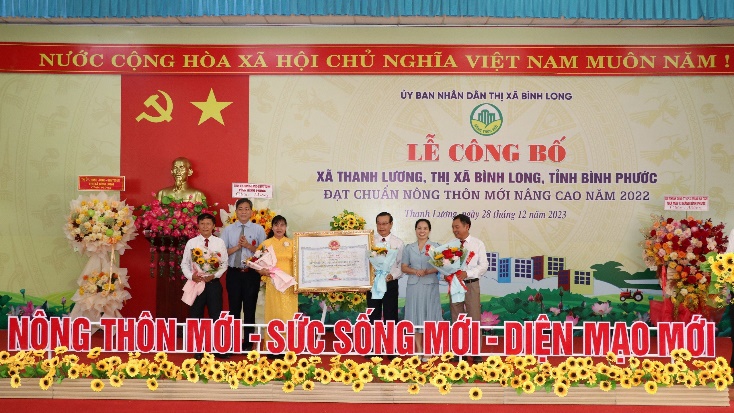 NƯỚC CỘNG HÒA XÃ HỘI CHỦ NGHĨA VIỆT NAM MUÔN NĂM !
ỦY BAN NHÂN DÂN THỊ XÃ BÌNH LONG
LỄ CÔNG BỐ
XÃ THANH LƯƠNG, THỊ XÃ BÌNH LONG, TỈNH BÌNH PHƯỚC
ĐẠT CHUẨN NÔNG THÔN MỚI NÂNG CAO NĂM 2022
Thanh Lương, ngày 28 tháng 12 năm 2023
NÔNG THÔN MỚI - SỨC SỐNG MỚI - DIỆN MẠO MỚI